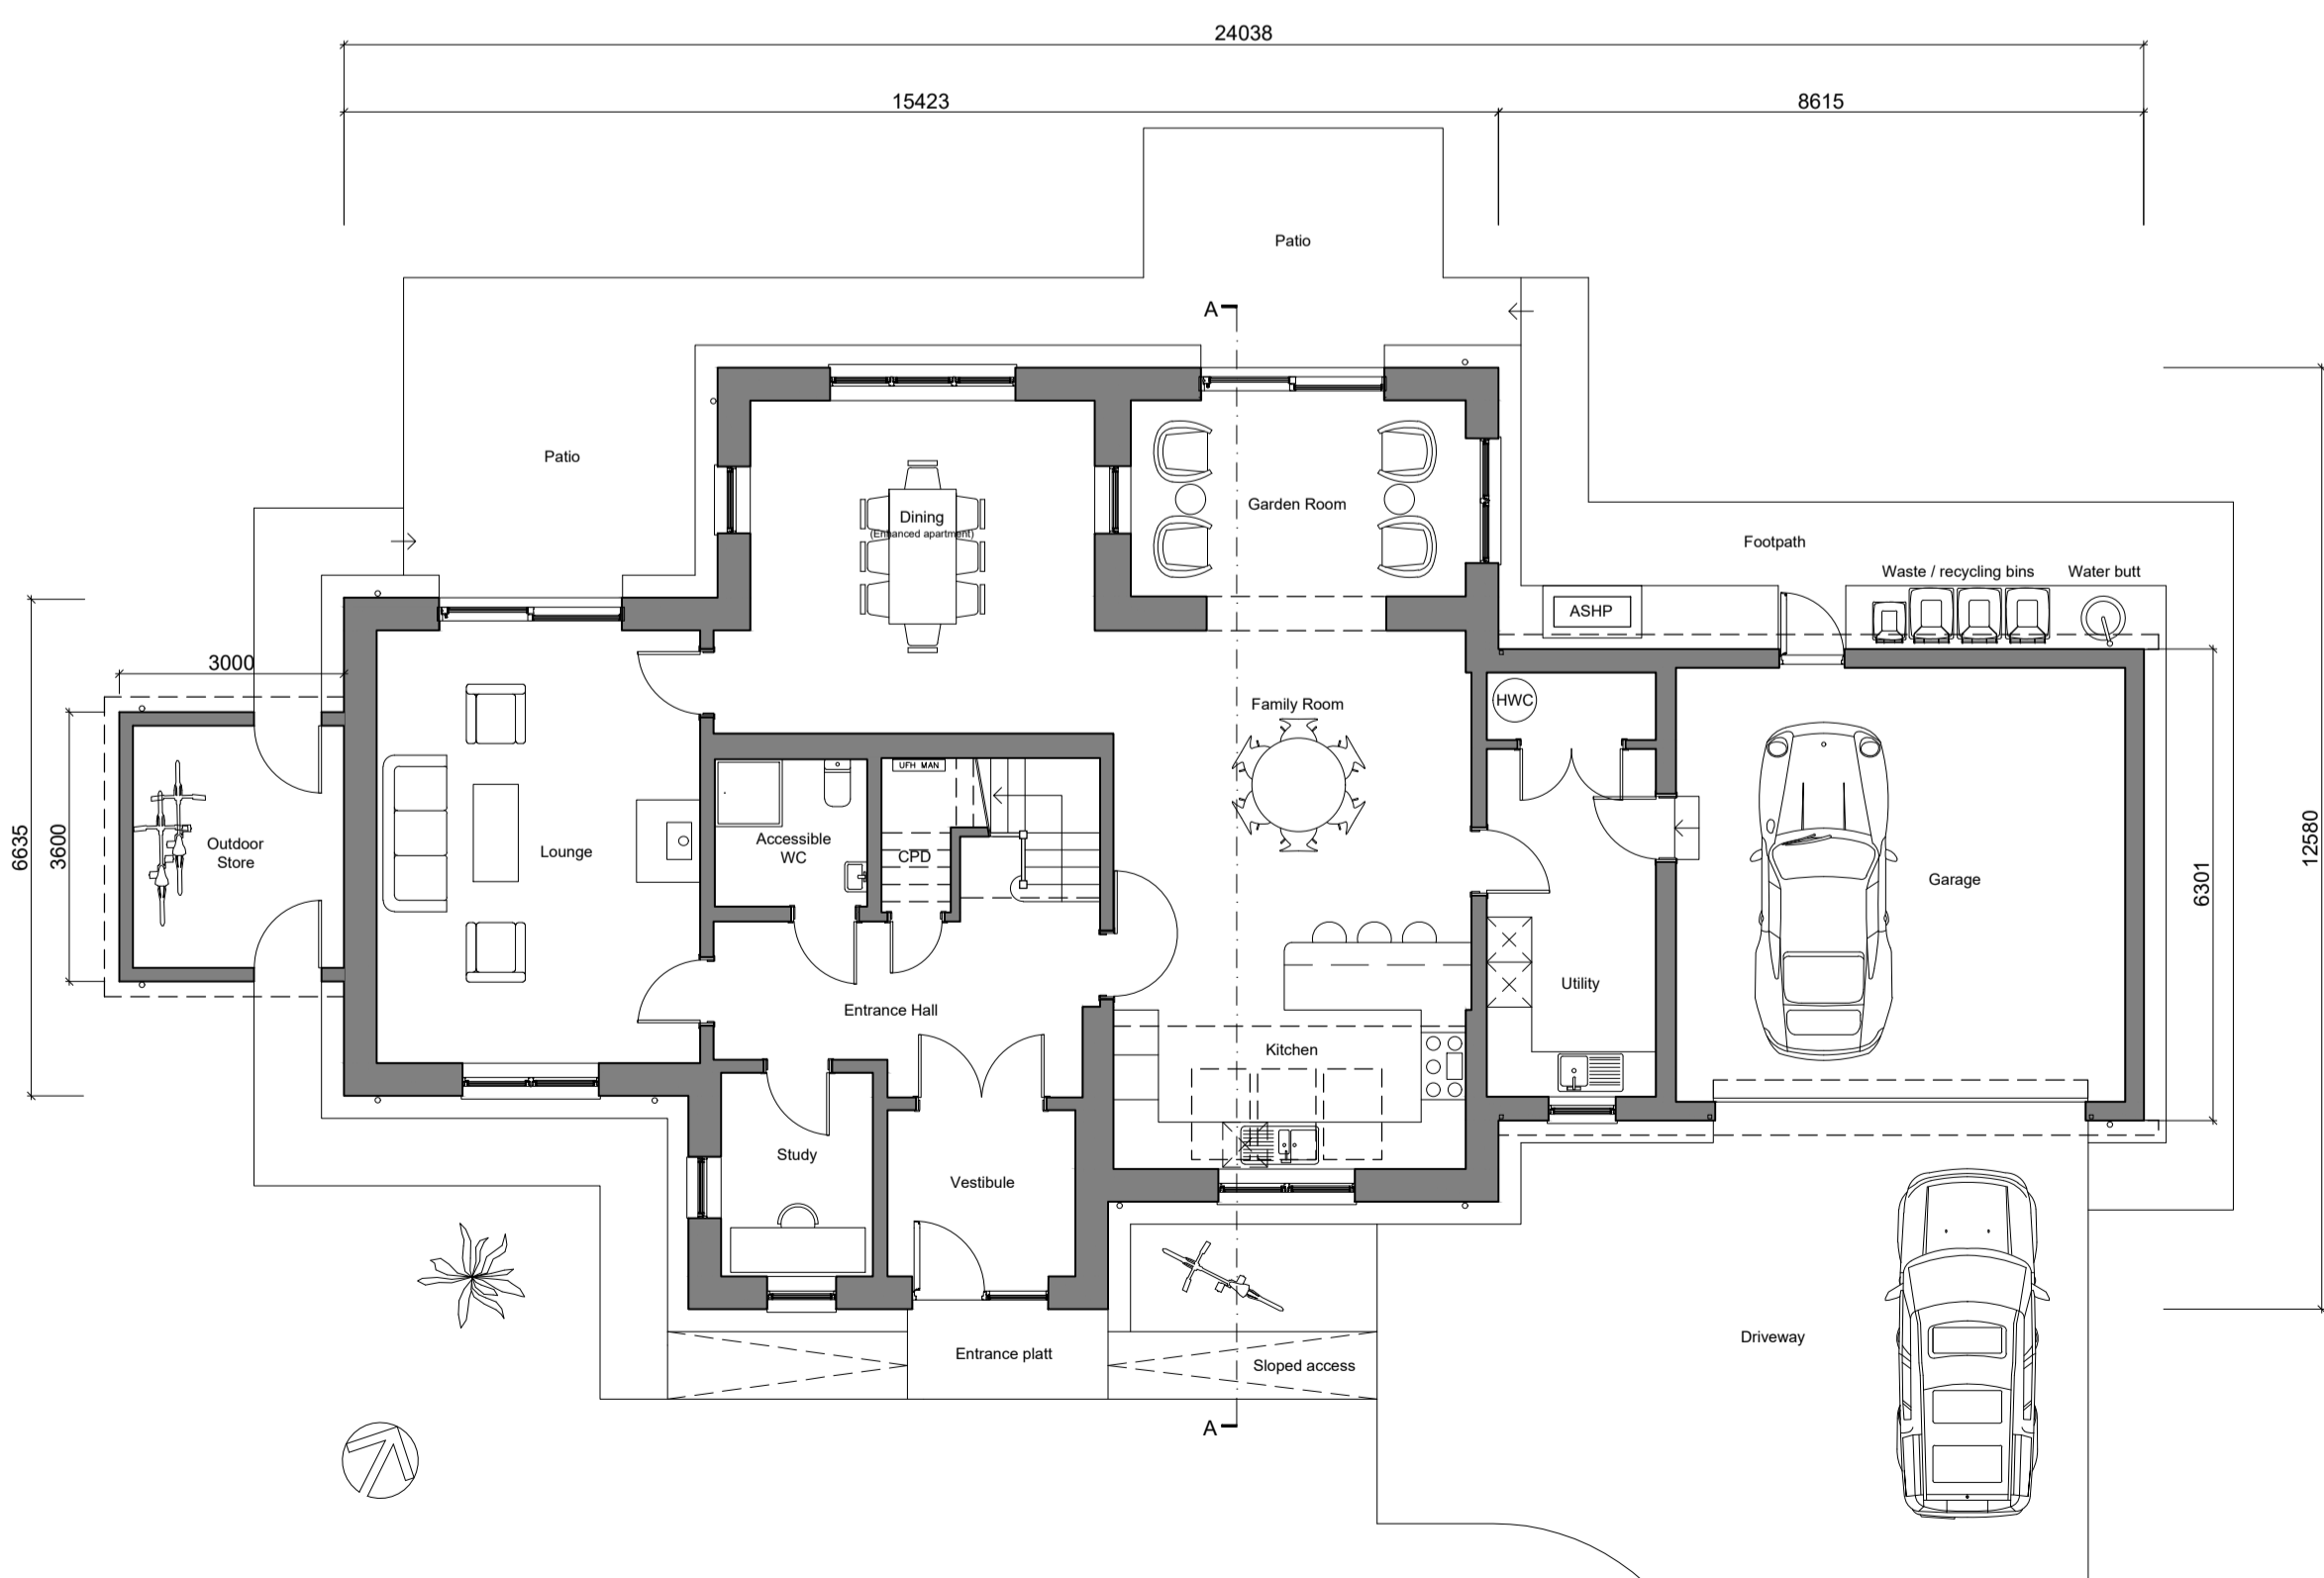 24038
15423
8615
Patio
A
Patio
Dining
(Enhanced apartment)
Garden Room
Footpath
Waste / recycling bins
Water butt
ASHP
3000
HWC
Family Room
UFH MAN
6635
3600
Outdoor
Store
Lounge
Accessible
WC
CPD
Garage
6301
12580
Utility
Entrance Hall
Kitchen
Study
Vestibule
Entrance platt
Sloped access
Driveway
A